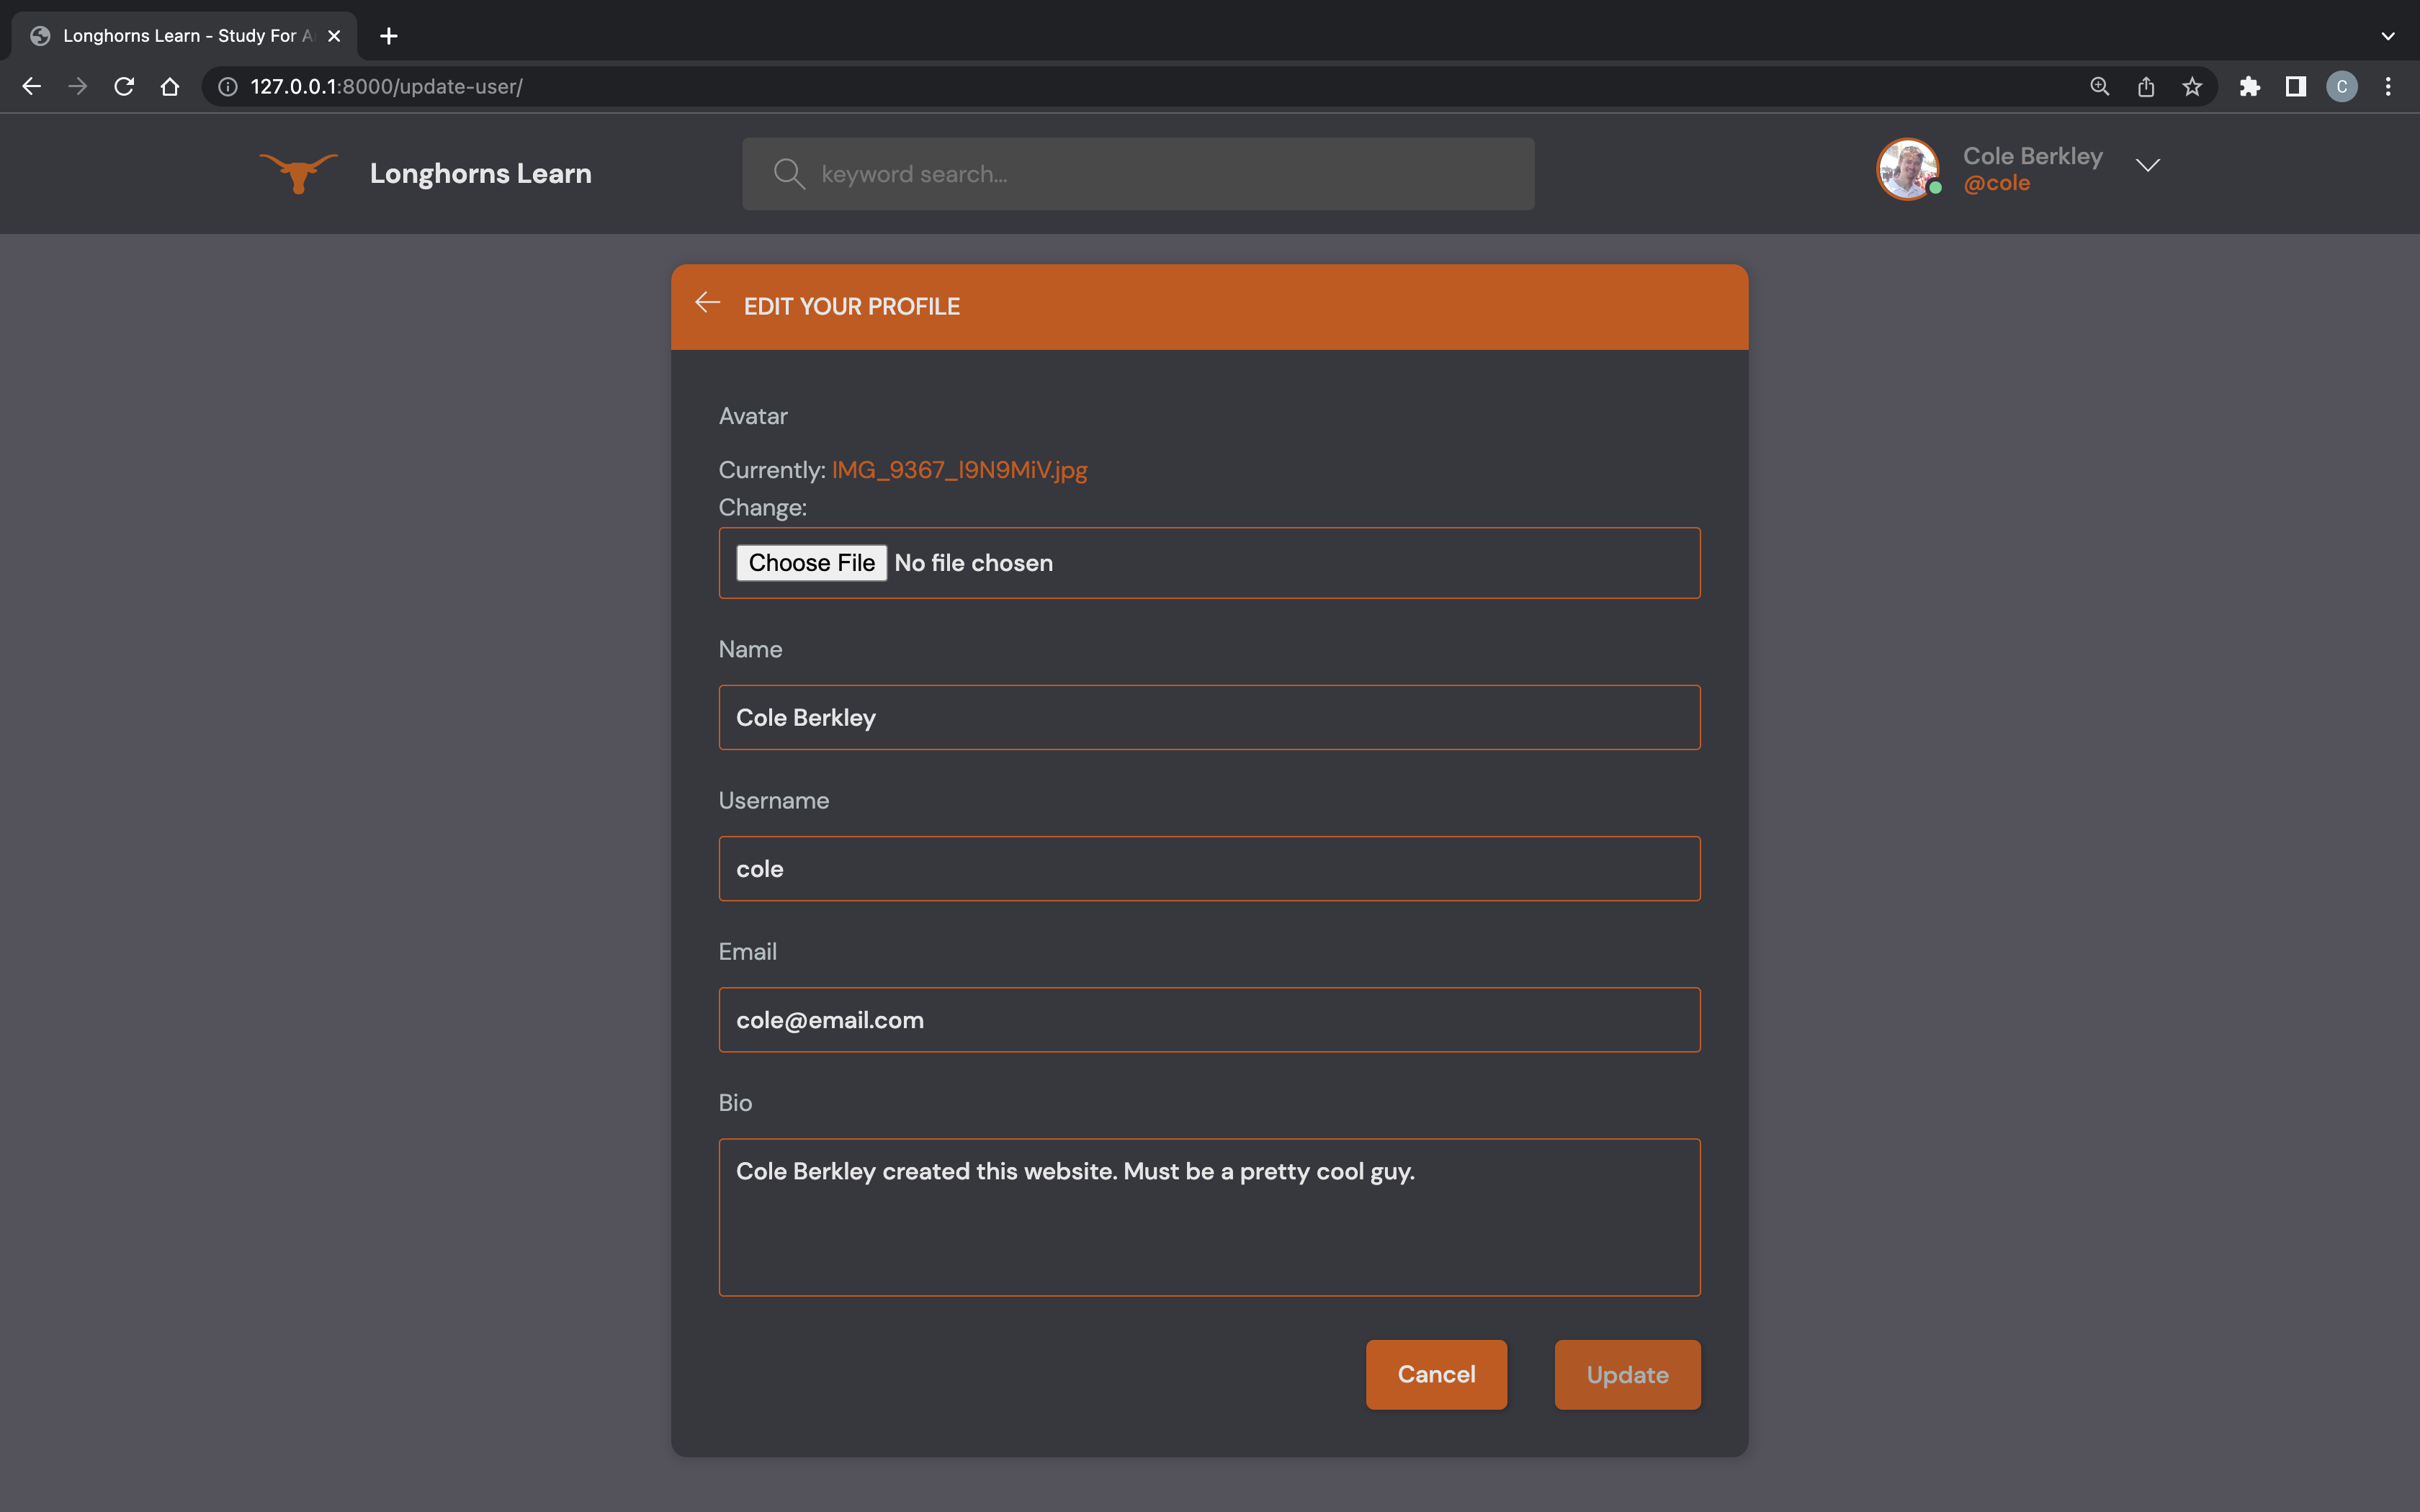 Longhorns Learn - Study For A
127.0.0.1:8000/update-user/
C
Longhorns Learn
keyword search...
Cole Berkley
@cole
EDIT YOUR PROFILE
Avatar
Currently: IMG_9367_I9N9MiV.jpg
Change:
Choose File No file chosen
Name
Cole Berkley
Username
cole
Email
cole@email.com
Bio
Cole Berkley created this website. Must be a pretty cool guy.
Cancel Update